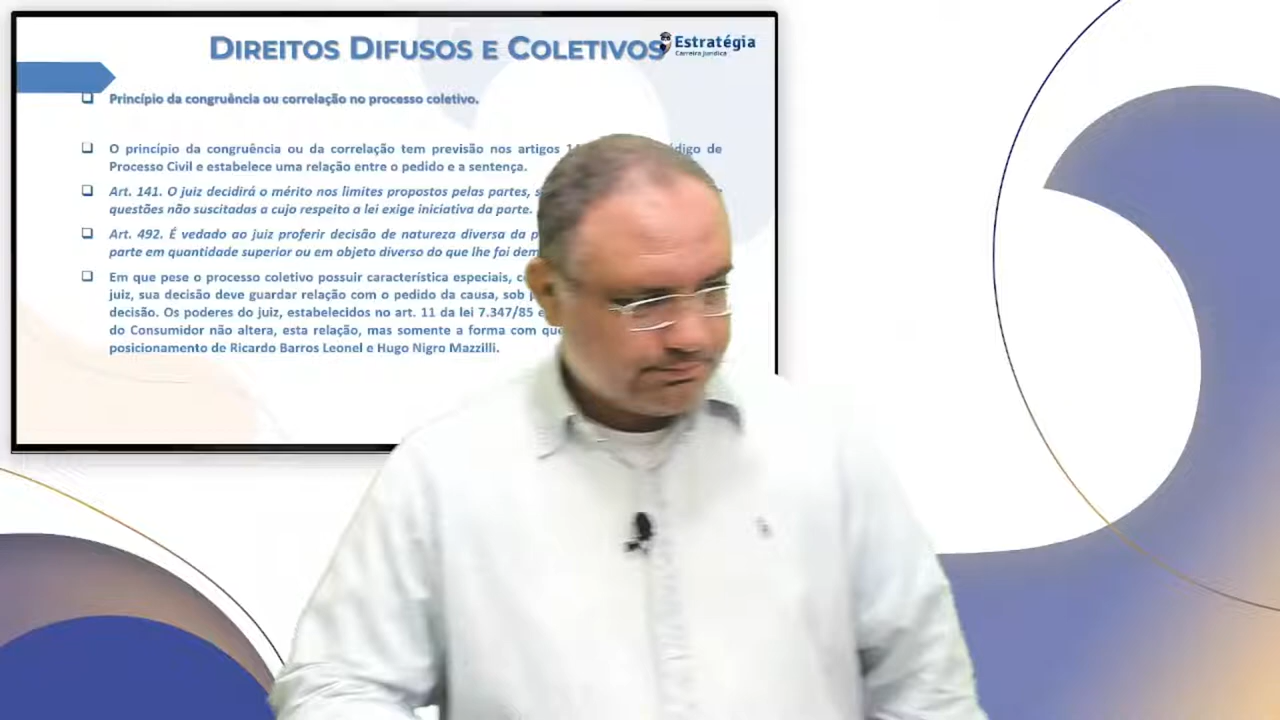 DIREITOS DIFUSOS E COLETIVOS
Estratégia
Carreira Jurídica
Princípio da congruência ou correlação no processo coletivo.
O princípio da congruência ou da correlação tem previsão nos artigos de
Processo Civil e estabelece uma relação entre o pedido e a sentença.
Art. 141. O juiz decidirá o mérito nos limites propostos pelas partes,
questões não suscitadas a cujo respeito a lei exige iniciativa da parte.
Art. 492. É vedado ao juiz proferir decisão de natureza diversa da
parte em quantidade superior ou em objeto diverso do que lhe foi
Em que pese o processo coletivo possuir característica especiais,
juiz, sua decisão deve guardar relação com o pedido da causa, sob
decisão. Os poderes do juiz, estabelecidos no art. 11 da lei 7.347/85
do Consumidor não altera, esta relação, mas somente a forma com
posicionamento de Ricardo Barros Leonel e Hugo Nigro Mazzilli.